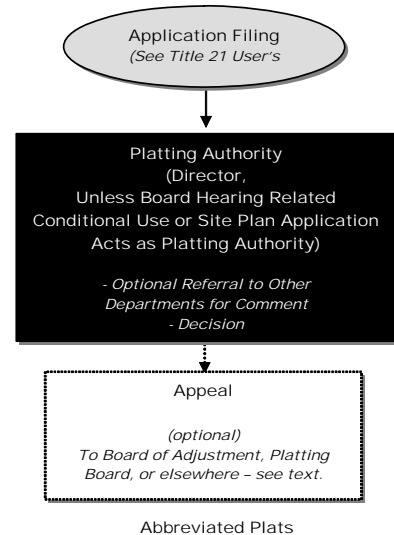 Application Filing
(See Title 21 User's
Platting Authority
(Director,
Unless Board Hearing Related
Conditional Use or Site Plan Application
Acts as Platting Authority)
- Optional Referral to Other
Departments for Comment
- Decision
Appeal
(optional)
To Board of Adjustment, Platting
Board, or elsewhere – see text.
Abbreviated Plats